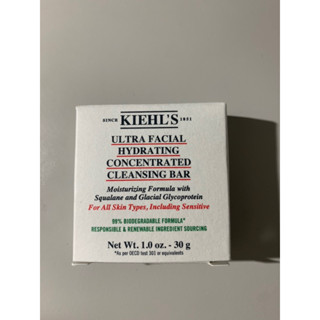 SINCE KIEHL'S 1851
ULTRA FACIAL
HYDRATING
CONCENTRATED
CLEANSING BAR
Moisturizing Formula with
Squalane and Glacial Glycoprotein
For All Skin Types, Including Sensitive
99% BIODEGRADABLE FORMULA*
RESPONSIBLE & RENEWABLE INGREDIENT SOURCING
Net Wt. 1.0 oz. - 30 g
*As per OECD test 301 or equivalents